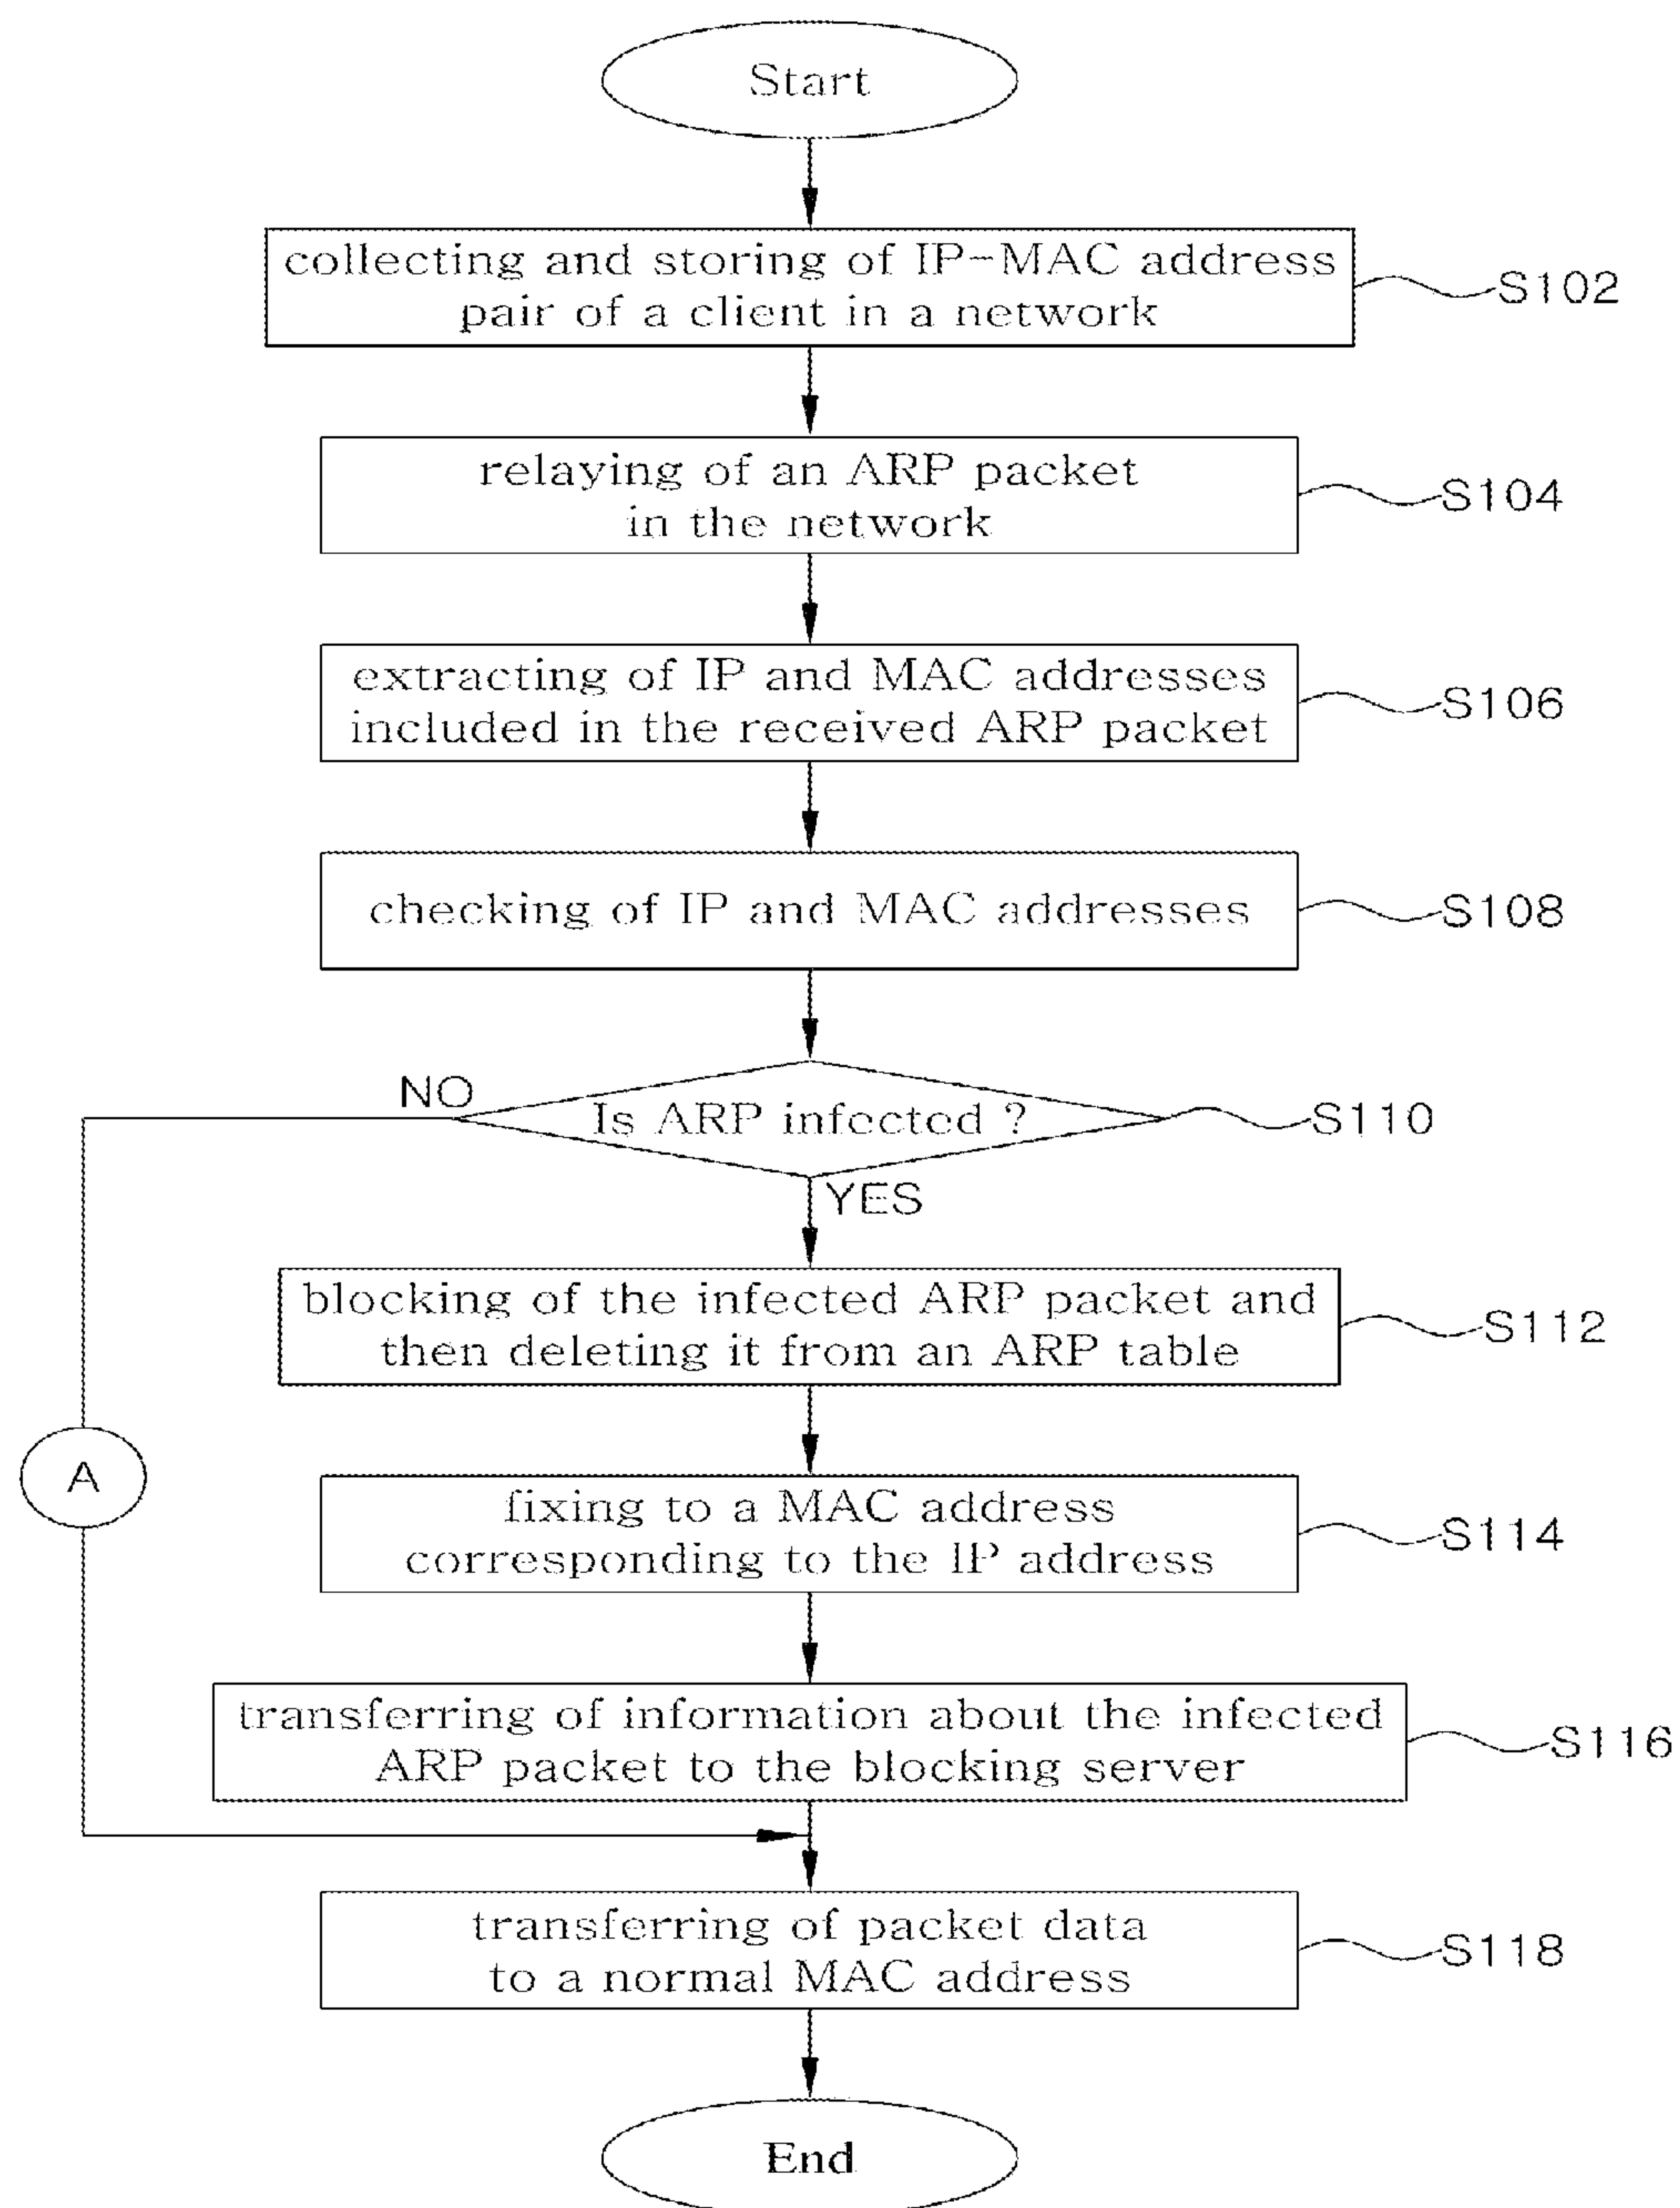 Start
collecting and storing of IP-MAC address
pair of a client in a network
S102
relaying of an ARP packet
in the network
S104
extracting of IP and MAC addresses
included in the received ARP packet
S106
checking of IP and MAC addresses
S108
NO
Is ARP infected ?
S110
YES
blocking of the infected ARP packet and
then deleting it from an ARP table
S112
A
fixing to a MAC address
corresponding to the IP address
S114
transferring of information about the infected
ARP packet to the blocking server
S116
transferring of packet data
to a normal MAC address
S118
End